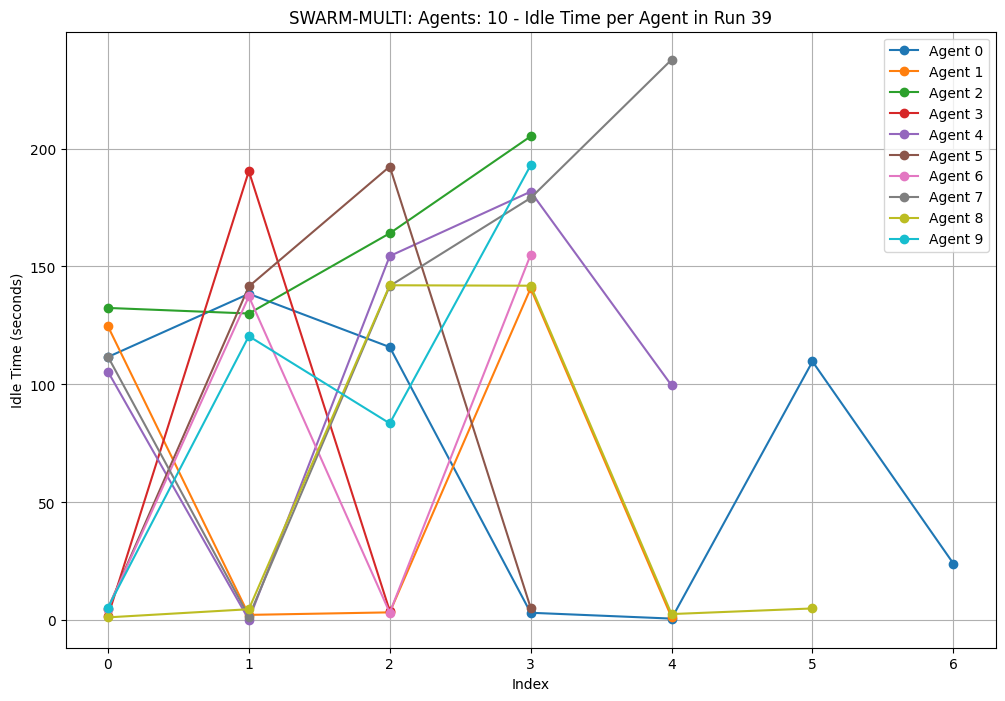 SWARM-MULTI: Agents: 10 - Idle Time per Agent in Run 39
Idle Time (seconds)
200
150
100
50
0
0 1 2 3 4 5 6
Index
Agent 0
Agent 1
Agent 2
Agent 3
Agent 4
Agent 5
Agent 6
Agent 7
Agent 8
Agent 9